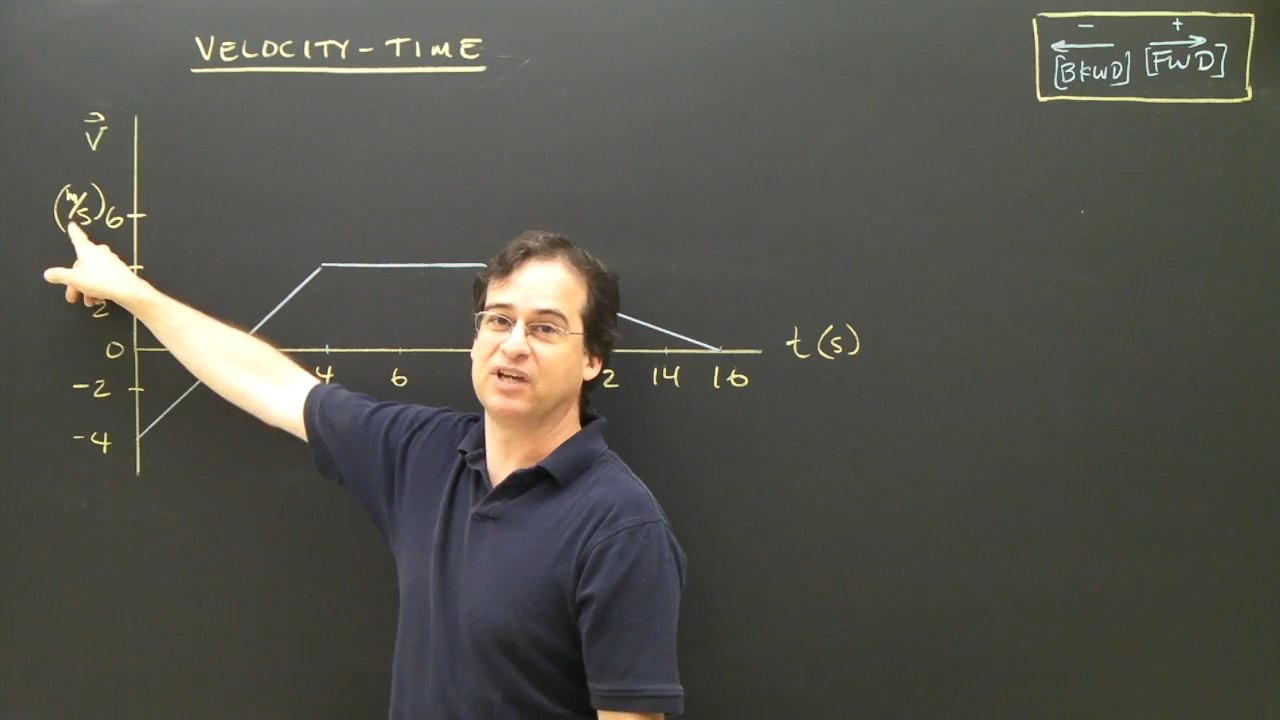 VELOCITY-TIME
-
+
[BKWD] [FWD]
V
(m/s) 6
2
0
t(s)
4 6 2 14 16
-2
-4